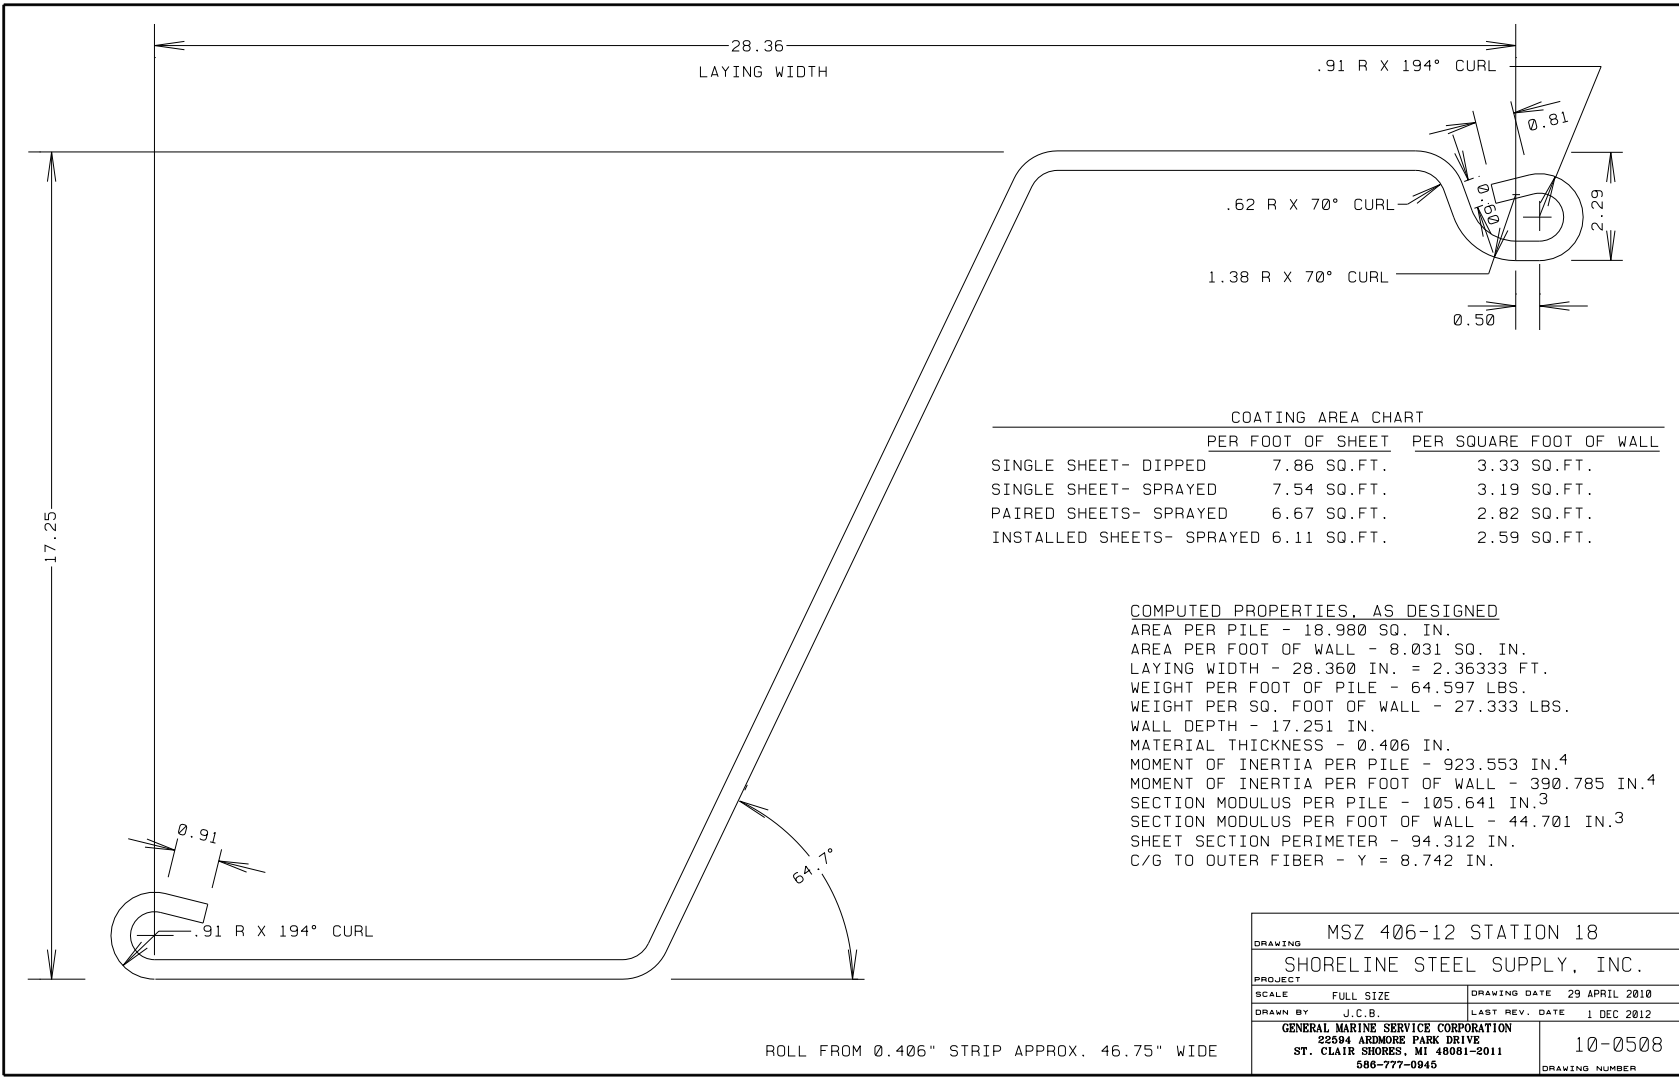 28.36
LAYING WIDTH
.91 R X 194° CURL
0.81
.62 R X 70° CURL
0.60
2.29
1.38 R X 70° CURL
0.50
17.25
COATING AREA CHART
PER FOOT OF SHEET PER SQUARE FOOT OF WALL
SINGLE SHEET- DIPPED 7.86 SQ.FT. 3.33 SQ.FT.
SINGLE SHEET- SPRAYED 7.54 SQ.FT. 3.19 SQ.FT.
PAIRED SHEETS- SPRAYED 6.67 SQ.FT. 2.82 SQ.FT.
INSTALLED SHEETS- SPRAYED 6.11 SQ.FT. 2.59 SQ.FT.
COMPUTED PROPERTIES, AS DESIGNED
AREA PER PILE - 18.980 SQ. IN.
AREA PER FOOT OF WALL - 8.031 SQ. IN.
LAYING WIDTH - 28.360 IN. = 2.36333 FT.
WEIGHT PER FOOT OF PILE - 64.597 LBS.
WEIGHT PER SQ. FOOT OF WALL - 27.333 LBS.
WALL DEPTH - 17.251 IN.
MATERIAL THICKNESS - 0.406 IN.
MOMENT OF INERTIA PER PILE - 923.553 IN.4
MOMENT OF INERTIA PER FOOT OF WALL - 390.785 IN.4
SECTION MODULUS PER PILE - 105.641 IN.3
SECTION MODULUS PER FOOT OF WALL - 44.701 IN.3
SHEET SECTION PERIMETER - 94.312 IN.
C/G TO OUTER FIBER - Y = 8.742 IN.
0.91
64.7°
.91 R X 194° CURL
ROLL FROM 0.406" STRIP APPROX. 46.75" WIDE
DRAWING MSZ 406-12 STATION 18
PROJECT SHORELINE STEEL SUPPLY, INC.
SCALE FULL SIZE DRAWING DATE 29 APRIL 2010
DRAWN BY J.C.B. LAST REV. DATE 1 DEC 2012
GENERAL MARINE SERVICE CORPORATION
22594 ARDMORE PARK DRIVE
ST. CLAIR SHORES, MI 48081-2011
586-777-0945
10-0508
DRAWING NUMBER